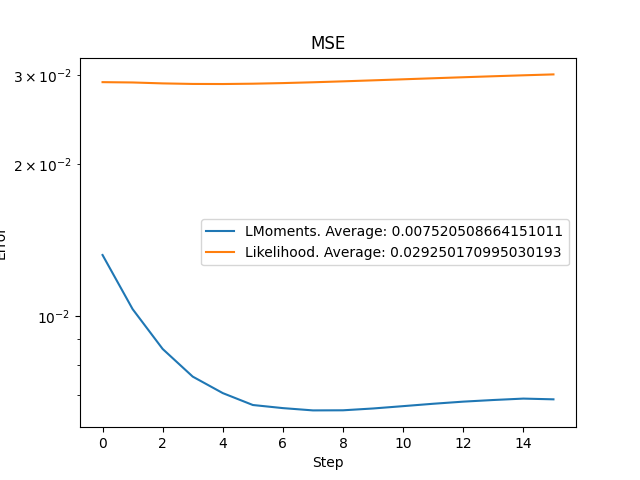 MSE
3 × 10⁻²
2 × 10⁻²
10⁻²
Error
LMoments. Average: 0.007520508664151011
Likelihood. Average: 0.029250170995030193
0 2 4 6 8 10 12 14
Step